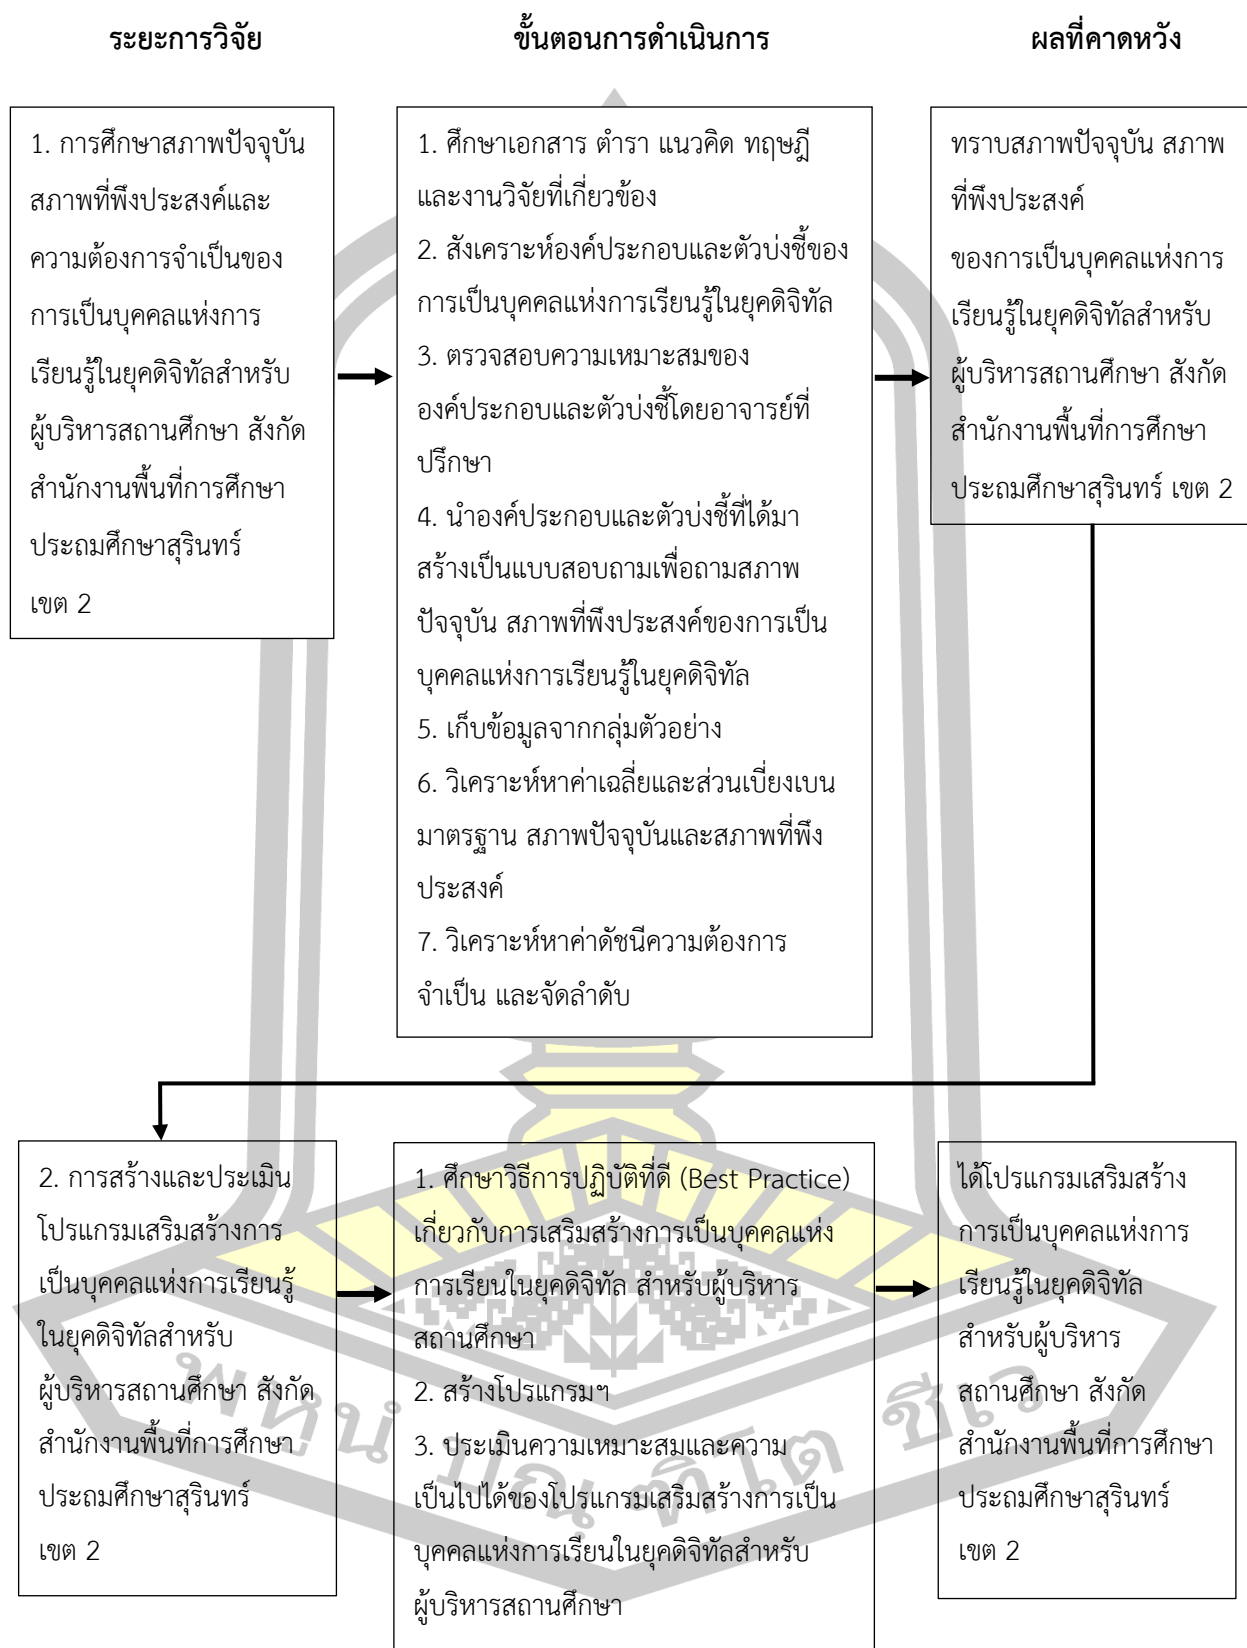 ระยะการวิจัย
ขั้นตอนการดำเนินการ
ผลที่คาดหวัง
1. การศึกษาสภาพปัจจุบัน
สภาพที่พึงประสงค์และ
ความต้องการจำเป็นของ
การเป็นบุคคลแห่งการ
เรียนรู้ในยุคดิจิทัลสำหรับ
ผู้บริหารสถานศึกษา สังกัด
สำนักงานพื้นที่การศึกษา
ประถมศึกษาสุรินทร์
เขต 2
1. ศึกษาเอกสาร ตำรา แนวคิด ทฤษฎี
และงานวิจัยที่เกี่ยวข้อง
2. สังเคราะห์องค์ประกอบและตัวบ่งชี้ของ
การเป็นบุคคลแห่งการเรียนรู้ในยุคดิจิทัล
3. ตรวจสอบความเหมาะสมของ
องค์ประกอบและตัวบ่งชี้โดยอาจารย์ที่
ปรึกษา
4. นำองค์ประกอบและตัวบ่งชี้ที่ได้มา
สร้างเป็นแบบสอบถามเพื่อถามสภาพ
ปัจจุบัน สภาพที่พึงประสงค์ของการเป็น
บุคคลแห่งการเรียนรู้ในยุคดิจิทัล
5. เก็บข้อมูลจากกลุ่มตัวอย่าง
6. วิเคราะห์หาค่าเฉลี่ยและส่วนเบี่ยงเบน
มาตรฐาน สภาพปัจจุบันและสภาพที่พึง
ประสงค์
7. วิเคราะห์หาค่าดัชนีความต้องการ
จำเป็น และจัดลำดับ
ทราบสภาพปัจจุบัน สภาพ
ที่พึงประสงค์
ของการเป็นบุคคลแห่งการ
เรียนรู้ในยุคดิจิทัลสำหรับ
ผู้บริหารสถานศึกษา สังกัด
สำนักงานพื้นที่การศึกษา
ประถมศึกษาสุรินทร์ เขต 2
2. การสร้างและประเมิน
โปรแกรมเสริมสร้างการ
เป็นบุคคลแห่งการเรียนรู้
ในยุคดิจิทัลสำหรับ
ผู้บริหารสถานศึกษา สังกัด
สำนักงานพื้นที่การศึกษา
ประถมศึกษาสุรินทร์
เขต 2
1. ศึกษาวิธีการปฏิบัติที่ดี (Best Practice)
เกี่ยวกับการเสริมสร้างการเป็นบุคคลแห่ง
การเรียนในยุคดิจิทัล สำหรับผู้บริหาร
สถานศึกษา
2. สร้างโปรแกรมฯ
3. ประเมินความเหมาะสมและความ
เป็นไปได้ของโปรแกรมเสริมสร้างการเป็น
บุคคลแห่งการเรียนในยุคดิจิทัลสำหรับ
ผู้บริหารสถานศึกษา
ได้โปรแกรมเสริมสร้าง
การเป็นบุคคลแห่งการ
เรียนรู้ในยุคดิจิทัล
สำหรับผู้บริหาร
สถานศึกษา สังกัด
สำนักงานพื้นที่การศึกษา
ประถมศึกษาสุรินทร์
เขต 2
พหูนํ ปณฺฑิโต ชีเว